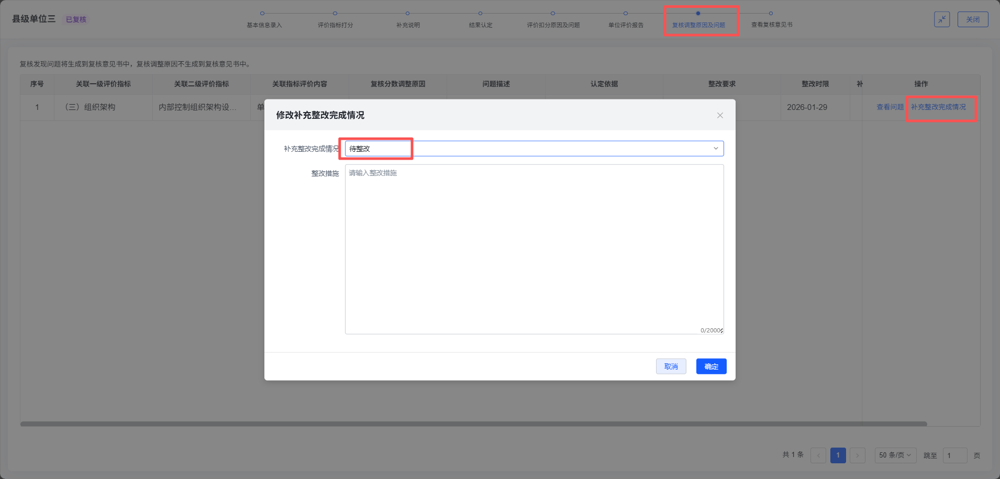 县级单位三 已复核
基本信息录入 评价指标打分 补充说明 结果认定 评价扣分原因及问题 单位评价报告 复核调整原因及问题 查看复核意见书
关闭
复核发现问题将生成到复核意见书中，复核调整原因不生成到复核意见书中。
序号 关联一级评价指标 关联二级评价指标 关联指标评价内容 复核分数调整原因 问题描述 认定依据 整改要求 整改时限 补 操作
1 （三）组织架构 内部控制组织架构设... 单 2026-01-29 查看问题 补充整改完成情况
修改补充整改完成情况
补充整改完成情况 待整改
整改措施 请输入整改措施
0/2000
取消 确定
共 1 条 1 50 条/页 跳至 1 页